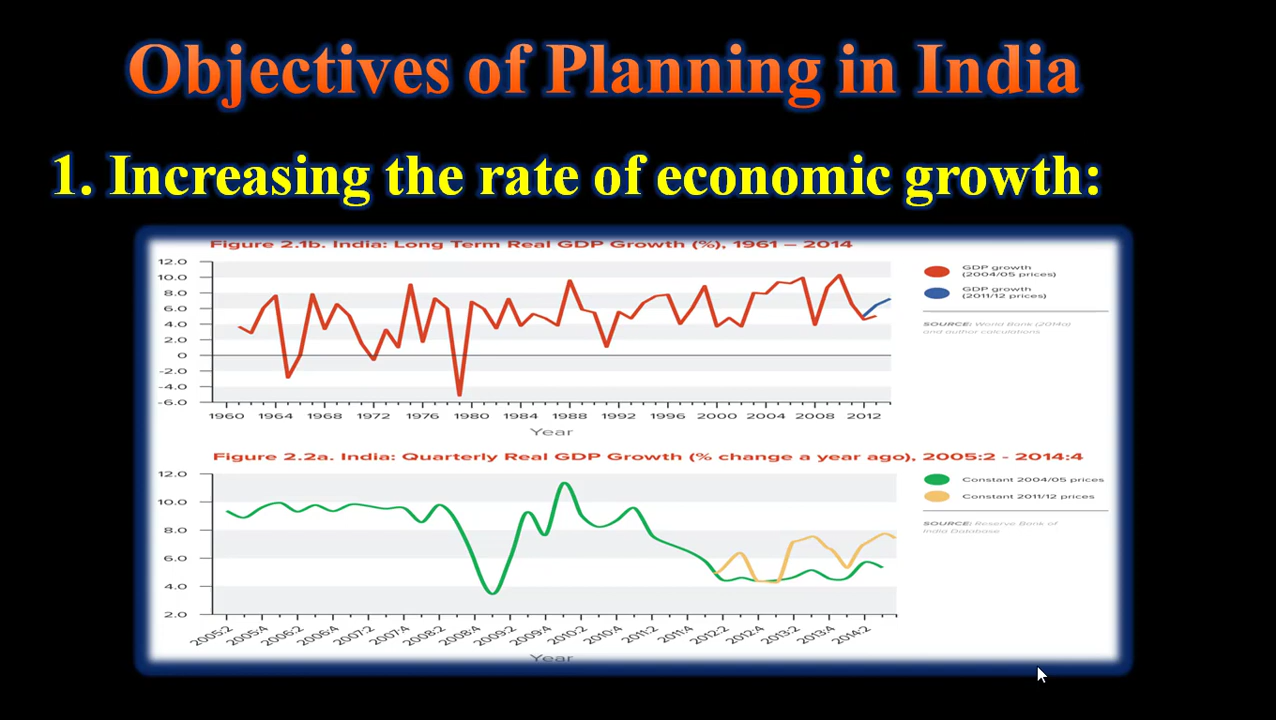 Objectives of Planning in India
1. Increasing the rate of economic growth:
Figure 2.1b. India: Long Term Real GDP Growth (%), 1961 – 2014
12.0
10.0
8.0
6.0
4.0
2.0
0
-2.0
-4.0
-6.0
1960 1964 1968 1972 1976 1980 1984 1988 1992 1996 2000 2004 2008 2012
Year
GDP growth
(2004/05 prices)
GDP growth
(2011/12 prices)
SOURCE: World Bank (2014a)
and author calculations
Figure 2.2a. India: Quarterly Real GDP Growth (% change a year ago), 2005:2 - 2014:4
12.0
10.0
8.0
6.0
4.0
2.0
2005:2 2005:4 2006:2 2006:4 2007:2 2007:4 2008:2 2008:4 2009:2 2009:4 2010:2 2010:4 2011:2 2011:4 2012:2 2012:4 2013:2 2013:4 2014:2
Year
Constant 2004/05 prices
Constant 2011/12 prices
SOURCE: Reserve Bank of
India Database